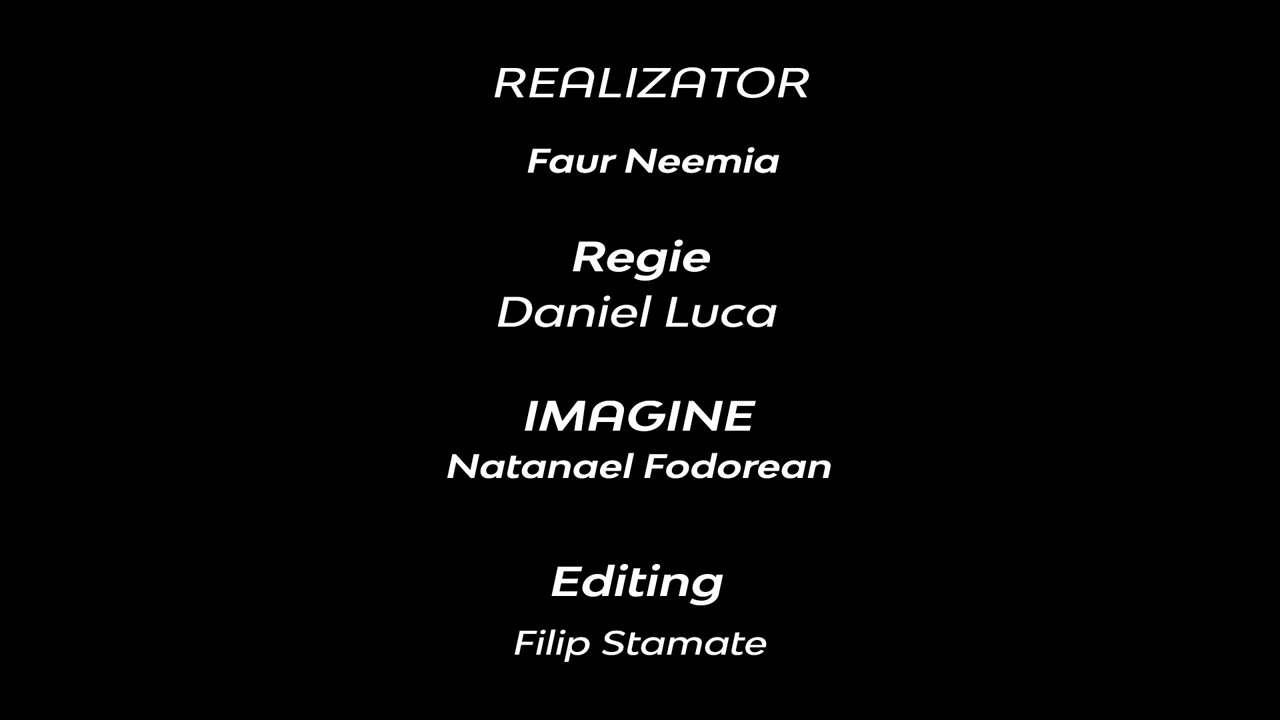 REALIZATOR
Faur Neemia
Regie
Daniel Luca
IMAGINE
Natanael Fodorean
Editing
Filip Stamate